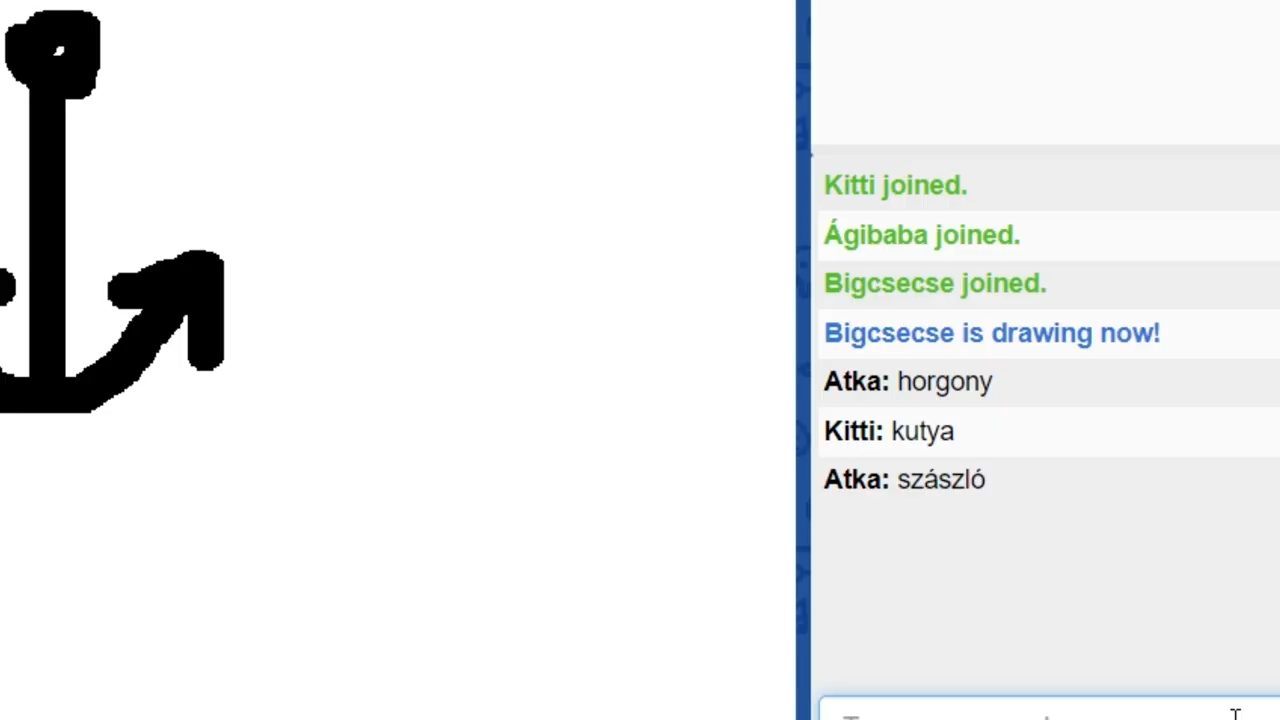 Kitti joined.
Ágibaba joined.
Bigcsecse joined.
Bigcsecse is drawing now!
Atka: horgony
Kitti: kutya
Atka: szászló